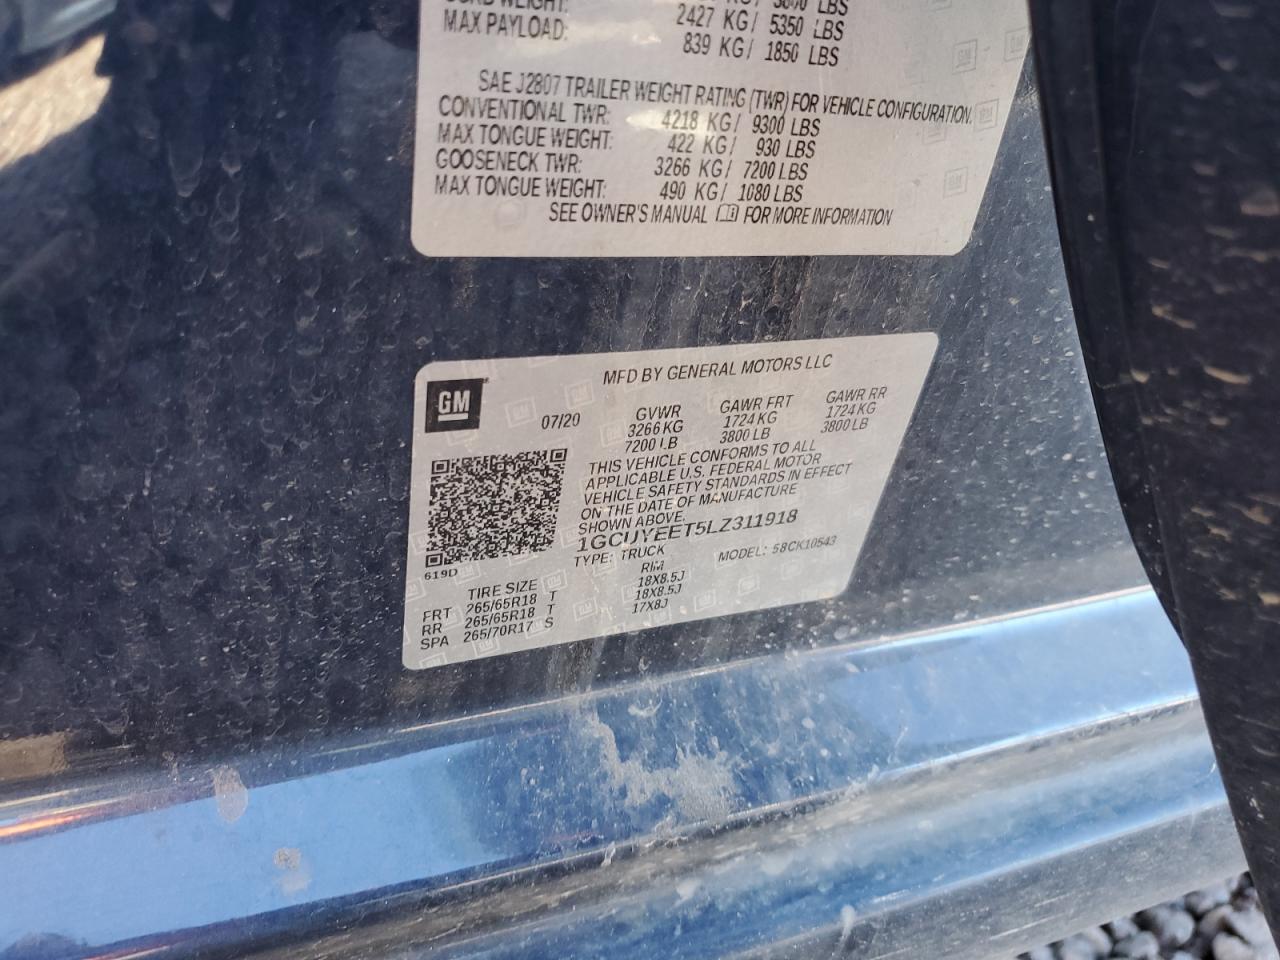 CURB WEIGHT:
2427 KG/ 5350 LBS
MAX PAYLOAD: 839 KG/ 1850 LBS
SAE J2807 TRAILER WEIGHT RATING (TWR) FOR VEHICLE CONFIGURATION.
CONVENTIONAL TWR: 4218 KG/ 9300 LBS
MAX TONGUE WEIGHT: 422 KG/ 930 LBS
GOOSENECK TWR: 3266 KG/ 7200 LBS
MAX TONGUE WEIGHT: 490 KG/ 1080 LBS
SEE OWNER'S MANUAL FOR MORE INFORMATION
MFD BY GENERAL MOTORS LLC
GM
07/20
GVWR GAWR FRT GAWR RR
3266 KG 1724 KG 1724 KG
7200 LB 3800 LB 3800 LB
THIS VEHICLE CONFORMS TO ALL
APPLICABLE U.S. FEDERAL MOTOR
VEHICLE SAFETY STANDARDS IN EFFECT
ON THE DATE OF MANUFACTURE
SHOWN ABOVE.
1GCUYEET5LZ311918
TYPE: TRUCK MODEL: 58CK10543
619D
TIRE SIZE RIM
FRT 265/65R18 T 18X8.5J
RR 265/65R18 T 18X8.5J
SPA 265/70R17 S 17X8J